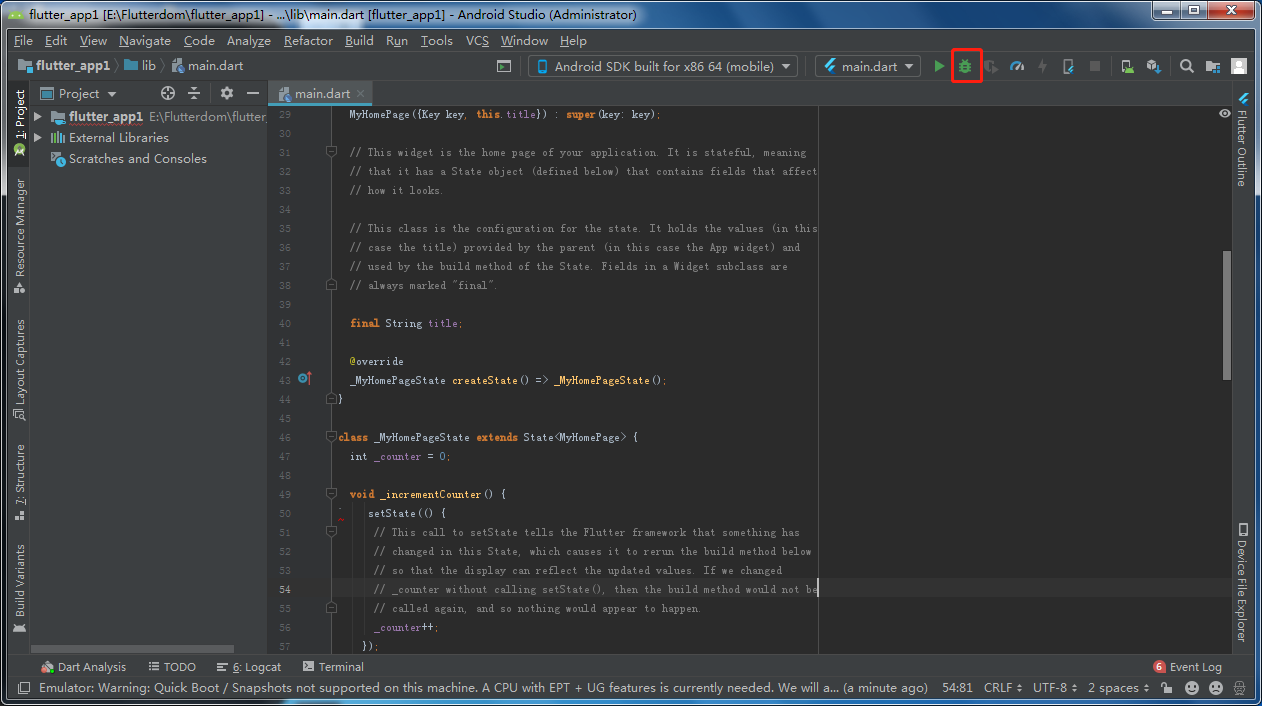 flutter_app1 [E:\Flutterdom\flutter_app1] - ...\lib\main.dart [flutter_app1] - Android Studio (Administrator)
File Edit View Navigate Code Analyze Refactor Build Run Tools VCS Window Help
flutter_app1 lib main.dart Android SDK built for x86 64 (mobile) main.dart
Project main.dart
flutter_app1 E:\Flutterdom\flutter
External Libraries
Scratches and Consoles
1: Project
Resource Manager
Layout Captures
7: Structure
Build Variants
29 MyHomePage({Key key, this.title}) : super(key: key);
30
31 // This widget is the home page of your application. It is stateful, meaning
32 // that it has a State object (defined below) that contains fields that affect
33 // how it looks.
34
35 // This class is the configuration for the state. It holds the values (in this
36 // case the title) provided by the parent (in this case the App widget) and
37 // used by the build method of the State. Fields in a Widget subclass are
38 // always marked "final".
39
40 final String title;
41
42 @override
43 _MyHomePageState createState() => _MyHomePageState();
44 }
45
46 class _MyHomePageState extends State<MyHomePage> {
47 int _counter = 0;
48
49 void _incrementCounter() {
50 setState(() {
51 // This call to setState tells the Flutter framework that something has
52 // changed in this State, which causes it to rerun the build method below
53 // so that the display can reflect the updated values. If we changed
54 // _counter without calling setState(), then the build method would not be
55 // called again, and so nothing would appear to happen.
56 _counter++;
57 });
Flutter Outline
Device File Explorer
Dart Analysis TODO 6: Logcat Terminal 6 Event Log
Emulator: Warning: Quick Boot / Snapshots not supported on this machine. A CPU with EPT + UG features is currently needed. We will a... (a minute ago) 54:81 CRLF UTF-8 2 spaces